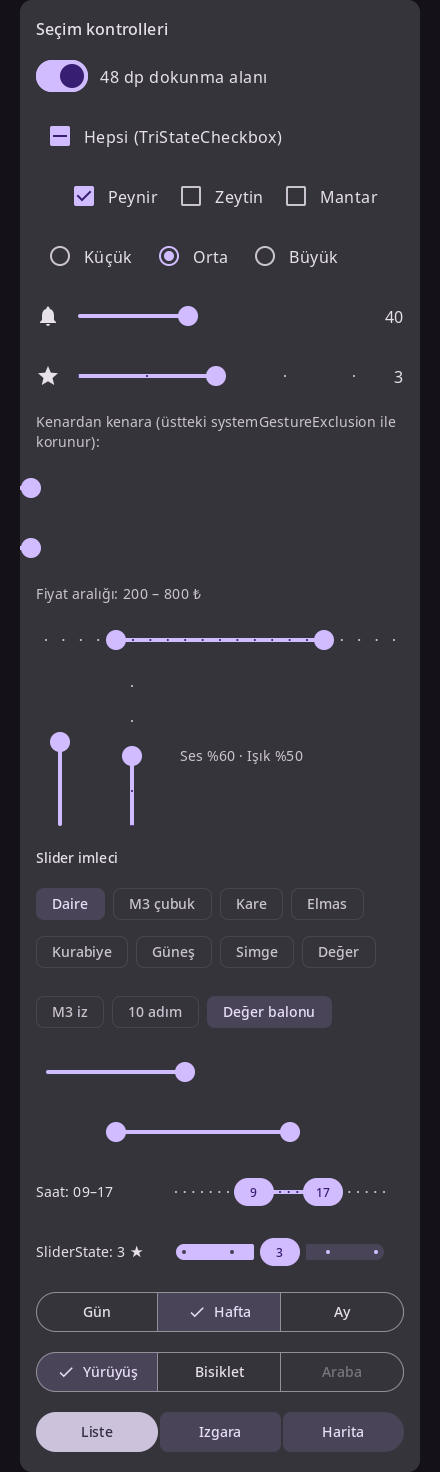 Seçim kontrolleri
48 dp dokunma alanı
Hepsi (TriStateCheckbox)
Peynir Zeytin Mantar
Küçük Orta Büyük
40
3
Kenardan kenara (üstteki systemGestureExclusion ile
korunur):
Fiyat aralığı: 200 – 800 ₺
Ses %60 · Işık %50
Slider imleci
Daire M3 çubuk Kare Elmas
Kurabiye Güneş Simge Değer
M3 iz 10 adım Değer balonu
Saat: 09–17 9 17
SliderState: 3 ★ 3
Gün Hafta Ay
Yürüyüş Bisiklet Araba
Liste Izgara Harita